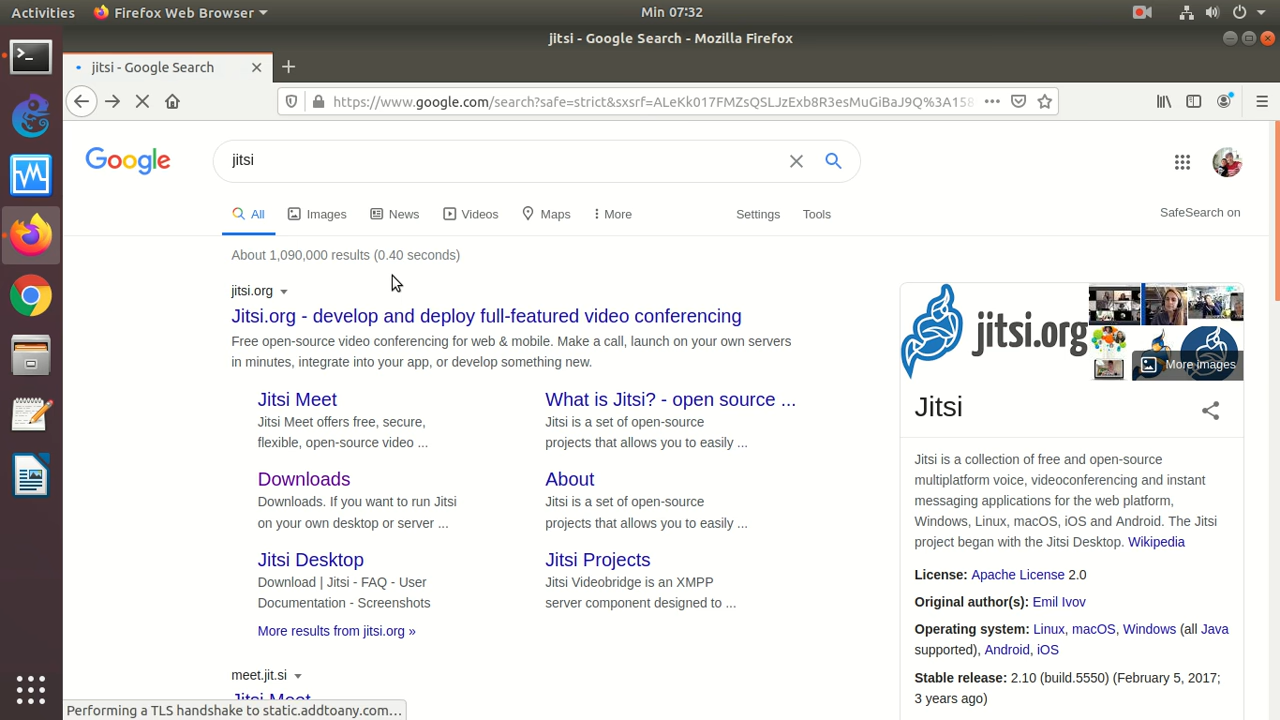 Activities
Firefox Web Browser
Min 07:32
jitsi - Google Search - Mozilla Firefox
jitsi - Google Search
https://www.google.com/search?safe=strict&sxsrf=ALeKk017FMZsQSLJzExb8R3esMuGiBaJ9Q%3A158
Google
jitsi
All
Images
News
Videos
Maps
More
Settings
Tools
SafeSearch on
About 1,090,000 results (0.40 seconds)
jitsi.org
Jitsi.org - develop and deploy full-featured video conferencing
Free open-source video conferencing for web & mobile. Make a call, launch on your own servers
in minutes, integrate into your app, or develop something new.
Jitsi Meet
Jitsi Meet offers free, secure,
flexible, open-source video ...
What is Jitsi? - open source ...
Jitsi is a set of open-source
projects that allows you to easily ...
Downloads
Downloads. If you want to run Jitsi
on your own desktop or server ...
About
Jitsi is a set of open-source
projects that allows you to easily ...
Jitsi Desktop
Download | Jitsi - FAQ - User
Documentation - Screenshots
Jitsi Projects
Jitsi Videobridge is an XMPP
server component designed to ...
More results from jitsi.org »
meet.jit.si
Jitsi Meet
Performing a TLS handshake to static.addtoany.com…
jitsi.org
More images
Jitsi
Jitsi is a collection of free and open-source
multiplatform voice, videoconferencing and instant
messaging applications for the web platform,
Windows, Linux, macOS, iOS and Android. The Jitsi
project began with the Jitsi Desktop. Wikipedia
License: Apache License 2.0
Original author(s): Emil Ivov
Operating system: Linux, macOS, Windows (all Java
supported), Android, iOS
Stable release: 2.10 (build.5550) (February 5, 2017;
3 years ago)